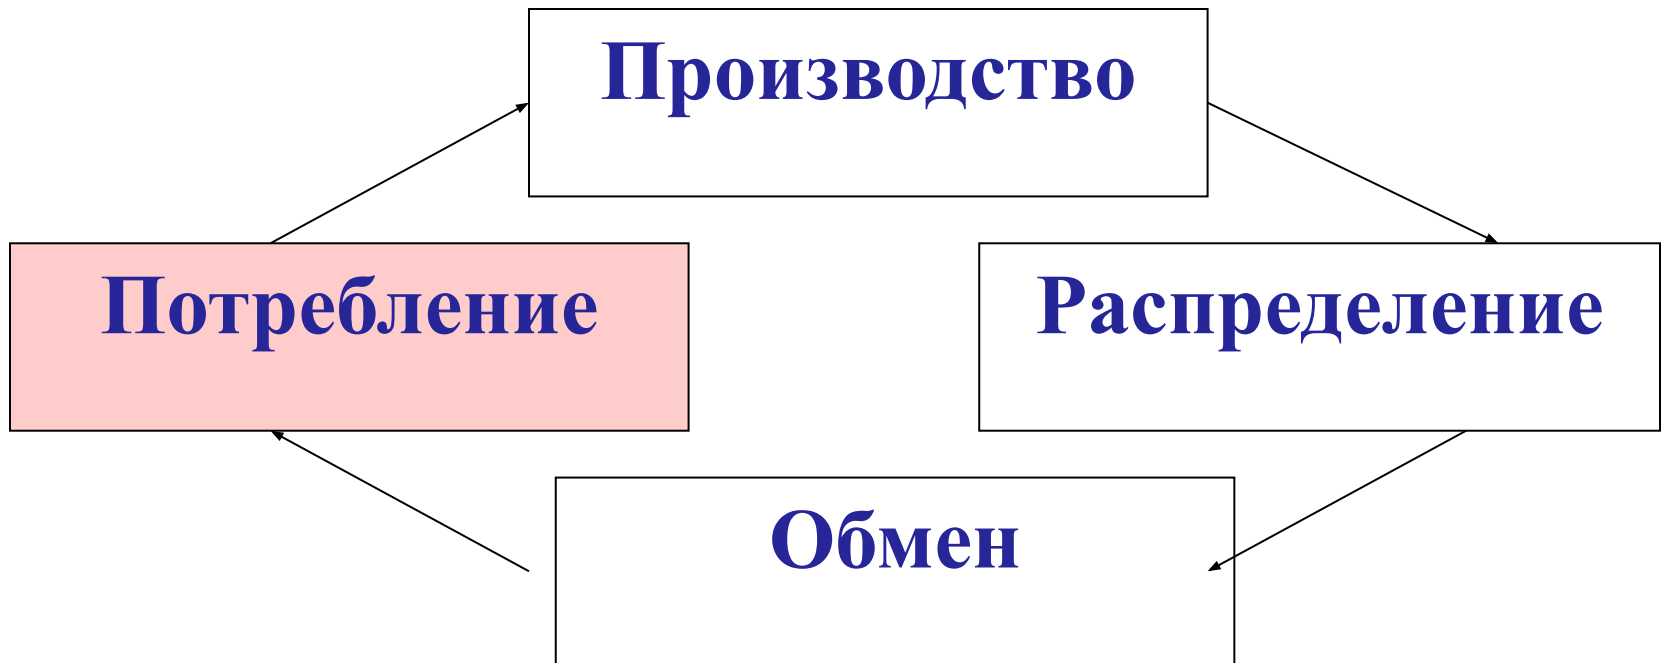 Производство
Потребление
Распределение
Обмен